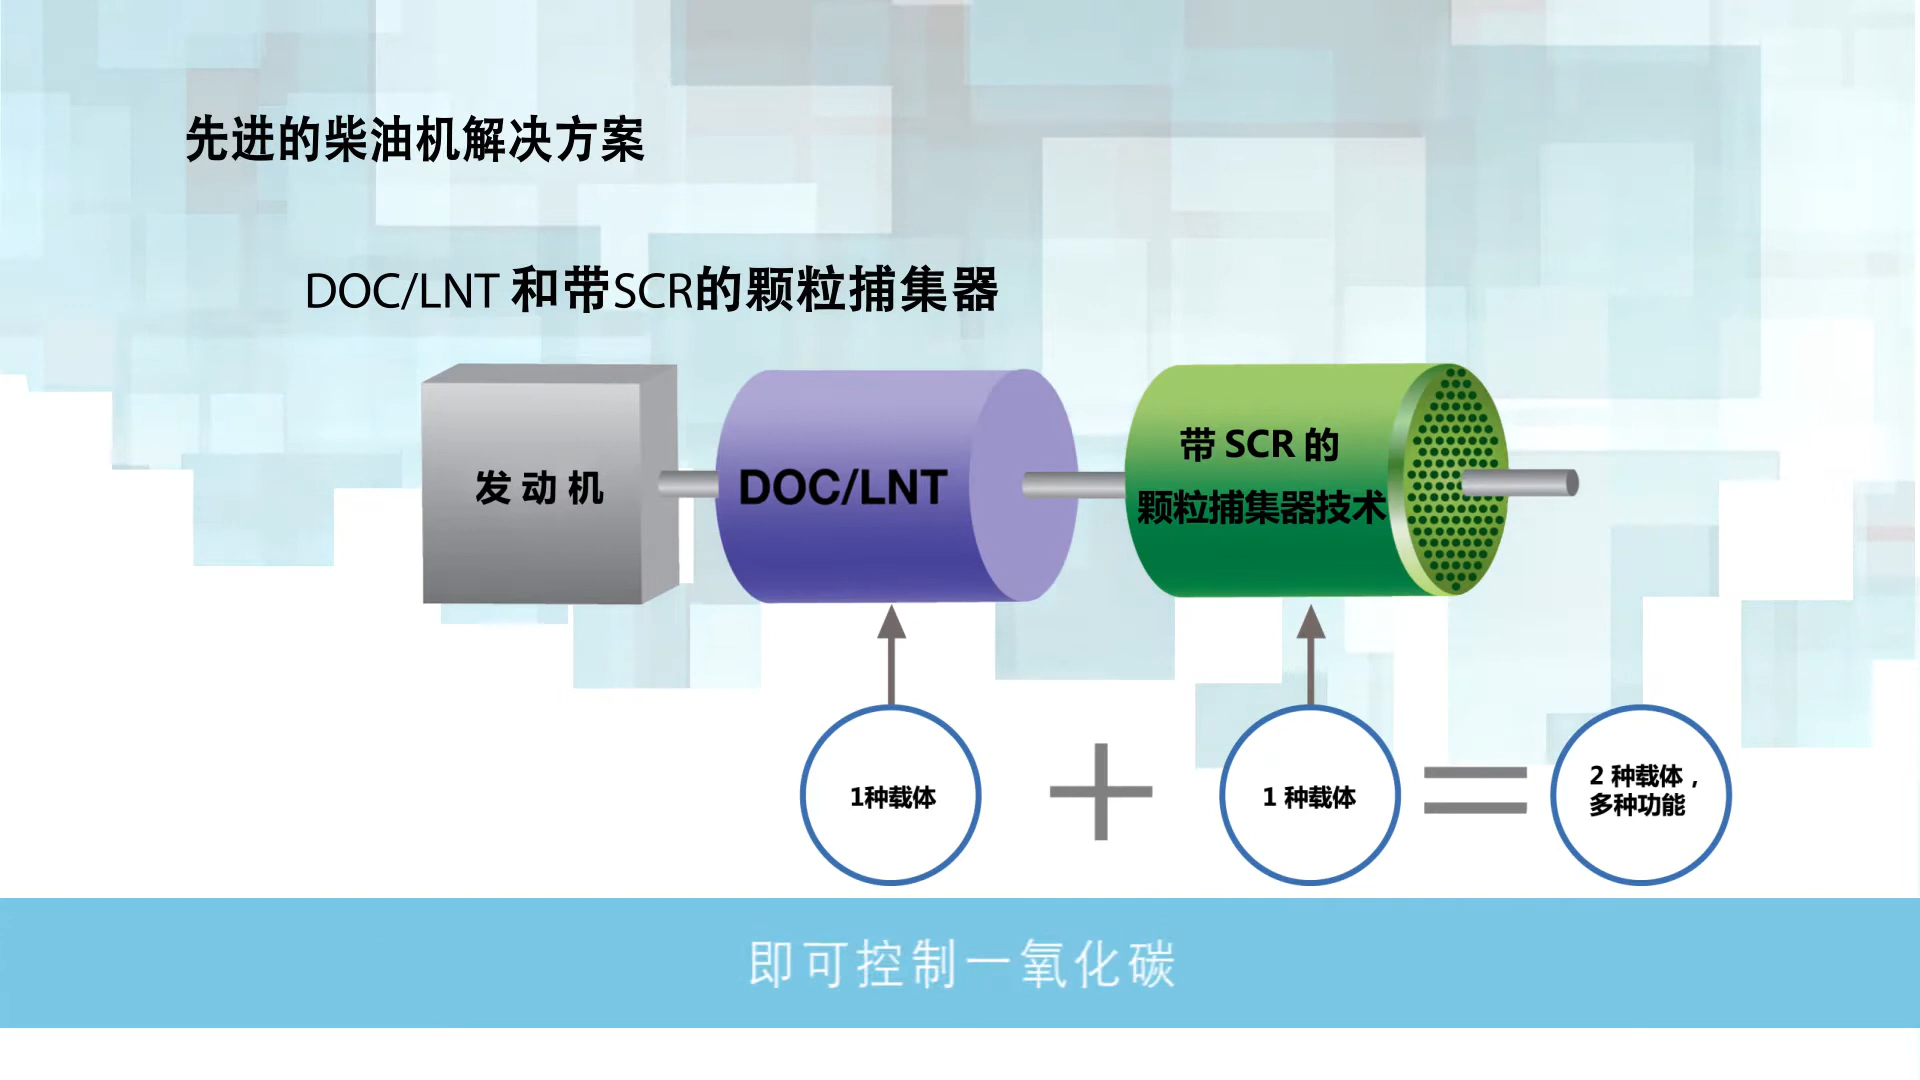 先进的柴油机解决方案
DOC/LNT 和带SCR的颗粒捕集器
发动机
DOC/LNT
带 SCR 的
颗粒捕集器技术
1种载体
1 种载体
2 种载体，
多种功能
即可控制一氧化碳